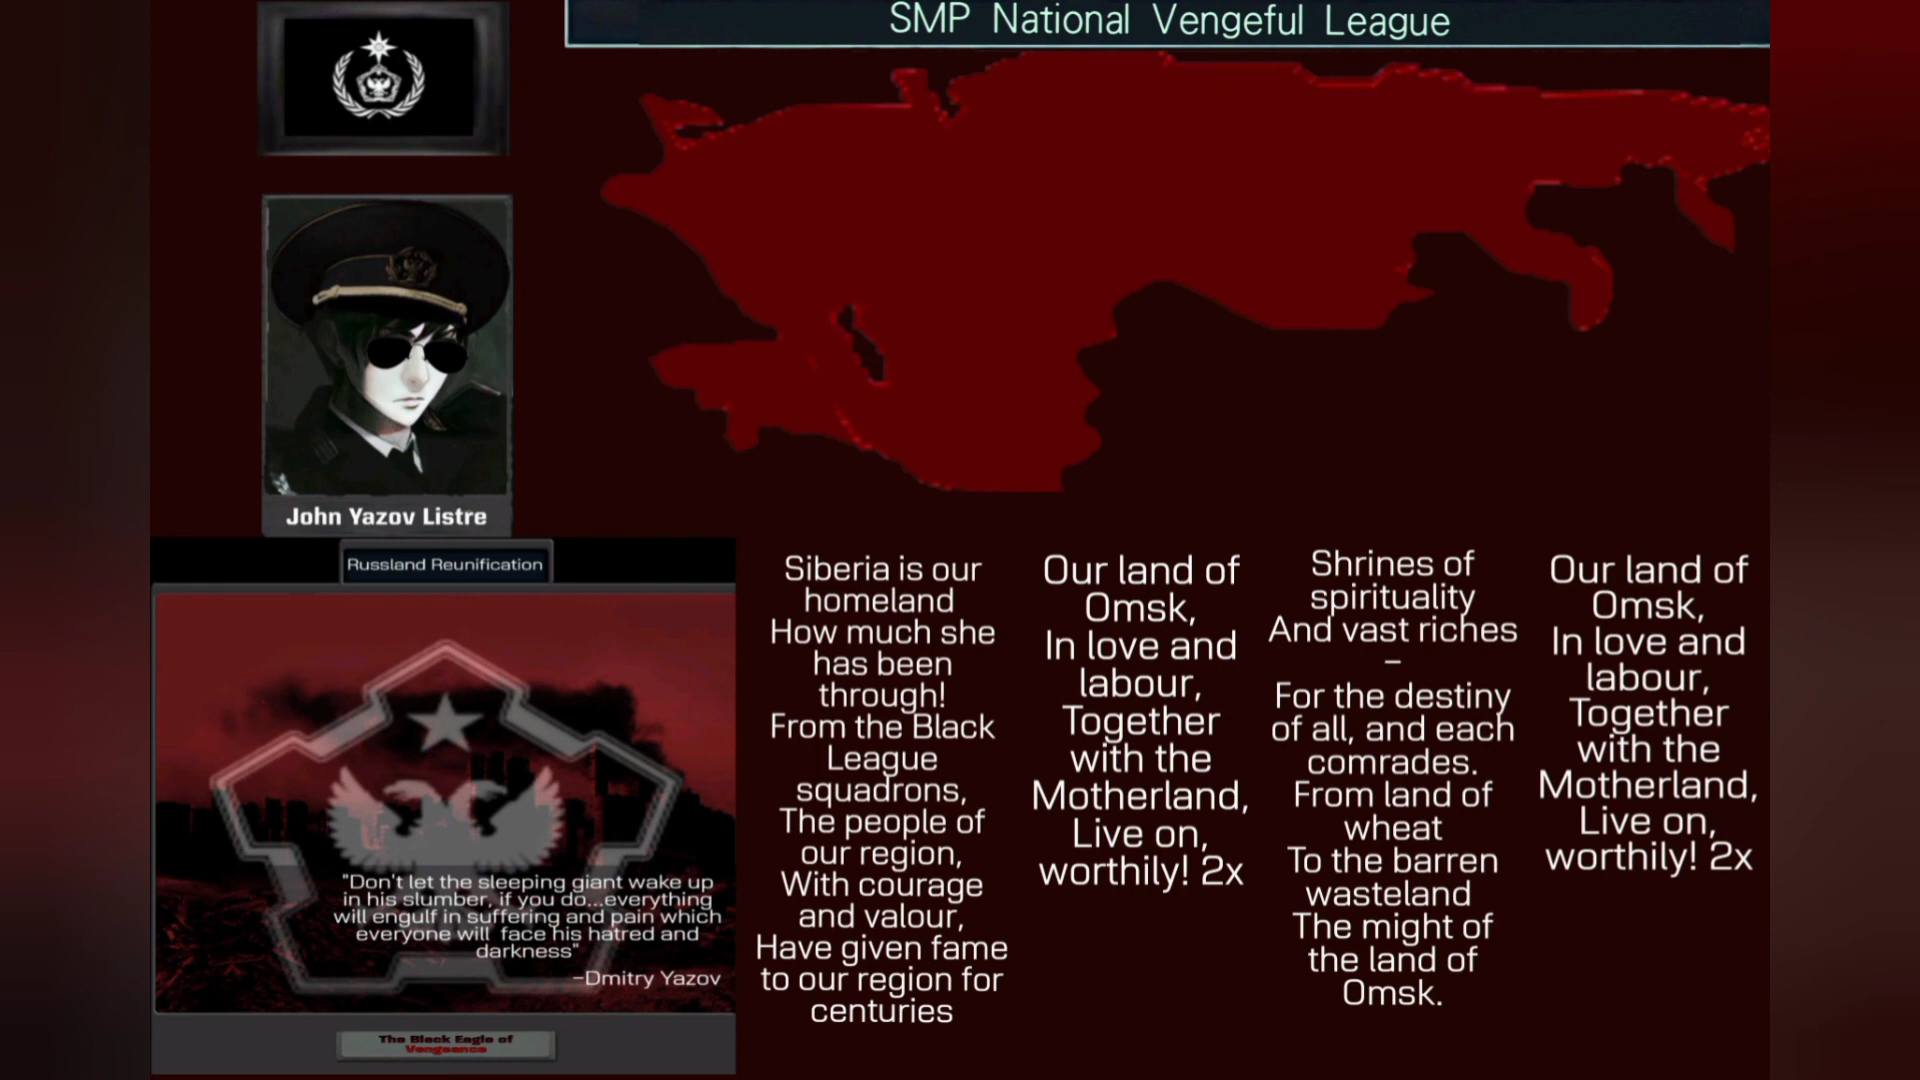 SMP National Vengeful League
John Yazov Listre
Russland Reunification
"Don't let the sleeping giant wake up
in his slumber, if you do...everything
will engulf in suffering and pain which
everyone will face his hatred and
darkness"
–Dmitry Yazov
The Black Eagle of
Vengeance
Siberia is our
homeland
How much she
has been
through!
From the Black
League
squadrons,
The people of
our region,
With courage
and valour,
Have given fame
to our region for
centuries
Our land of
Omsk,
In love and
labour,
Together
with the
Motherland,
Live on,
worthily! 2x
Shrines of
spirituality
And vast riches
–
For the destiny
of all, and each
comrades.
From land of
wheat
To the barren
wasteland
The might of
the land of
Omsk.
Our land of
Omsk,
In love and
labour,
Together
with the
Motherland,
Live on,
worthily! 2x